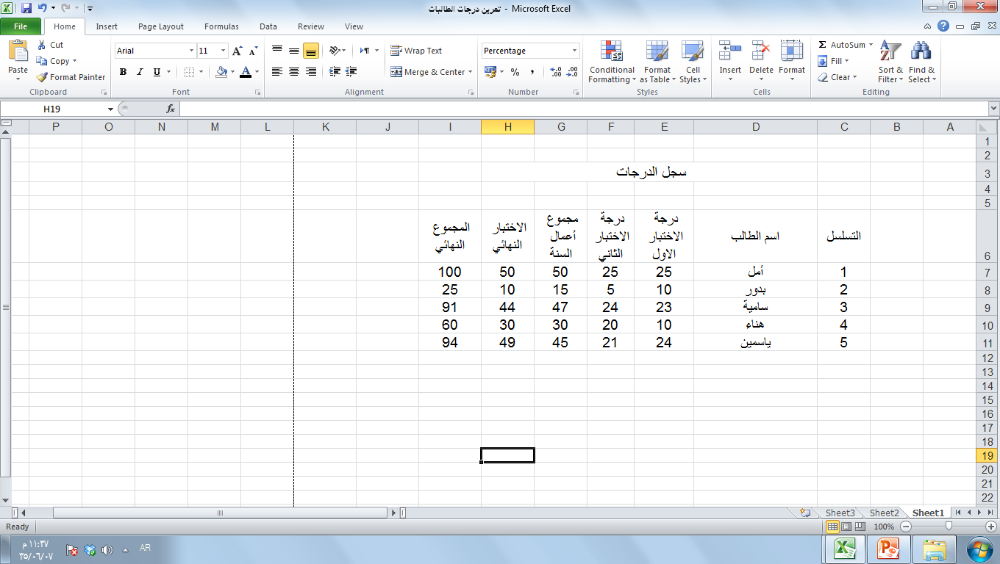 تمرين درجات الطالبات - Microsoft Excel
File Home Insert Page Layout Formulas Data Review View
Paste
Cut
Copy
Format Painter
Clipboard
Arial 11
B I U
Font
Wrap Text
Merge & Center
Alignment
Percentage
%
Number
Conditional Formatting
Format as Table
Cell Styles
Styles
Insert Delete Format
Cells
AutoSum
Fill
Clear
Sort & Filter
Find & Select
Editing
H19 fx
P O N M L K J I H G F E D C B A
1
2
3 سجل الدرجات
4
5
6 التسلسل اسم الطالب درجة الاختبار الاول درجة الاختبار الثاني مجموع أعمال السنة الاختبار النهائي المجموع النهائي
7 1 أمل 25 25 50 50 100
8 2 بدور 10 5 15 10 25
9 3 سامية 23 24 47 44 91
10 4 هناء 10 20 30 30 60
11 5 ياسمين 24 21 45 49 94
12
13
14
15
16
17
18
19
20
21
22
Sheet3 Sheet2 Sheet1
Ready 100%
١١:٣٧ م
٣٥/٠٦/٠٧
AR